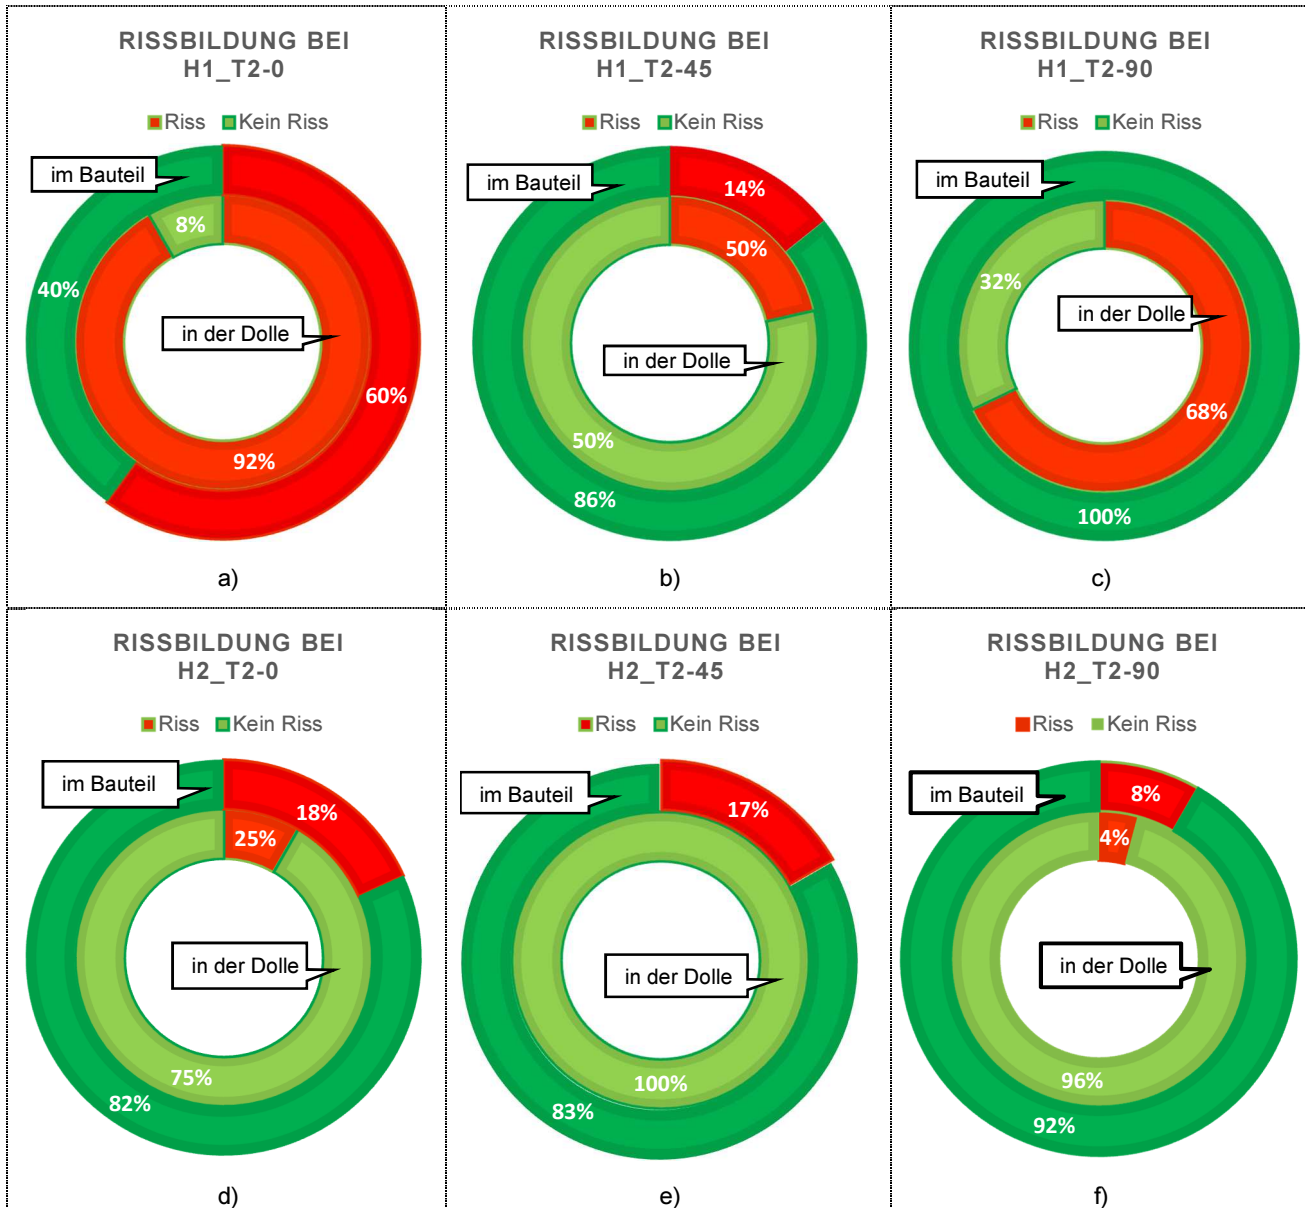 RISSBILDUNG BEI
H1_T2-0
Riss Kein Riss
im Bauteil
8%
40%
in der Dolle
60%
92%
a)
RISSBILDUNG BEI
H1_T2-45
Riss Kein Riss
im Bauteil
14%
50%
in der Dolle
50%
86%
b)
RISSBILDUNG BEI
H1_T2-90
Riss Kein Riss
im Bauteil
32%
in der Dolle
68%
100%
c)
RISSBILDUNG BEI
H2_T2-0
Riss Kein Riss
im Bauteil
18%
25%
in der Dolle
75%
82%
d)
RISSBILDUNG BEI
H2_T2-45
Riss Kein Riss
im Bauteil
17%
in der Dolle
100%
83%
e)
RISSBILDUNG BEI
H2_T2-90
Riss Kein Riss
im Bauteil
8%
4%
in der Dolle
96%
92%
f)